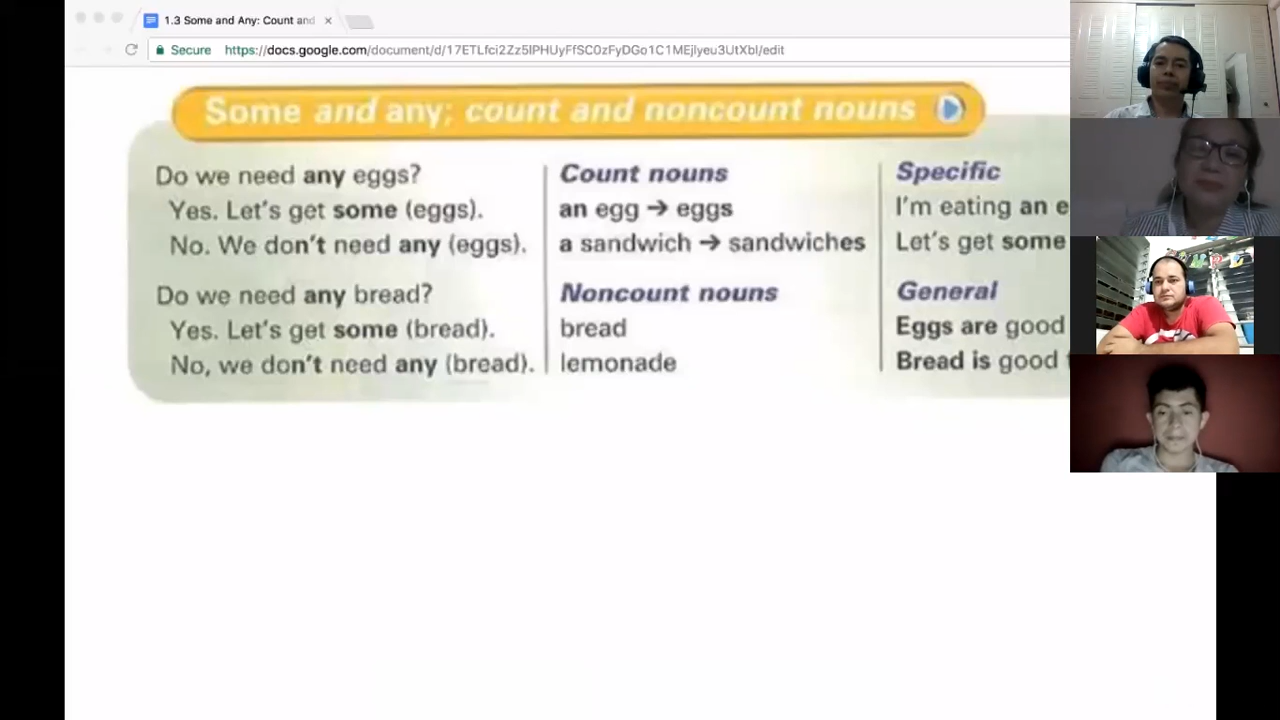 1.3 Some and Any: Count and
Secure
https://docs.google.com/document/d/17ETLfci2Zz5IPHUyFfSC0zFyDGo1C1MEjlyeu3UtXbI/edit
Some and any; count and noncount nouns
Do we need any eggs?
Yes. Let's get some (eggs).
No. We don't need any (eggs).
Do we need any bread?
Yes. Let's get some (bread).
No, we don't need any (bread).
Count nouns
an egg → eggs
a sandwich → sandwiches
Noncount nouns
bread
lemonade
Specific
I'm eating an e
Let's get some
General
Eggs are good
Bread is good